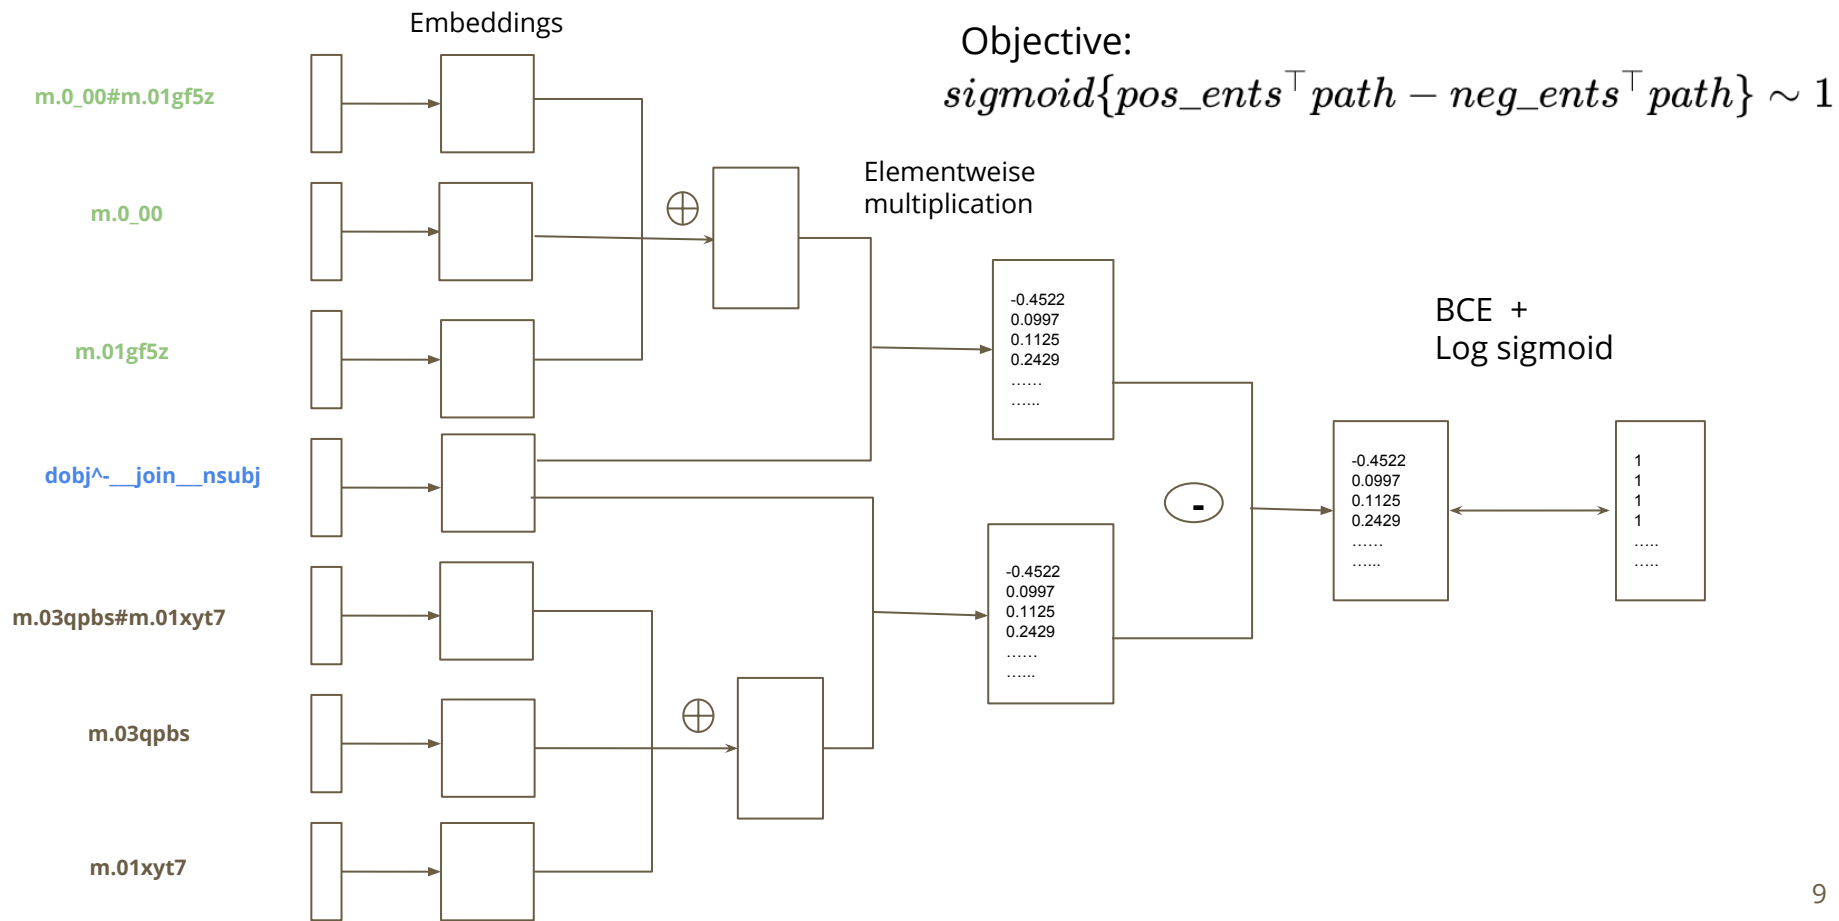 Embeddings
Objective:
sigmoid{pos_ents⊤path − neg_ents⊤path} ∼ 1
m.0_00#m.01gf5z
Elementweise
multiplication
m.0_00
⊕
-0.4522
0.0997
0.1125
0.2429
......
......
BCE +
Log sigmoid
m.01gf5z
dobj^-___join___nsubj
-
-0.4522
0.0997
0.1125
0.2429
......
......
1
1
1
1
.....
.....
-0.4522
0.0997
0.1125
0.2429
......
......
m.03qpbs#m.01xyt7
⊕
m.03qpbs
m.01xyt7
9